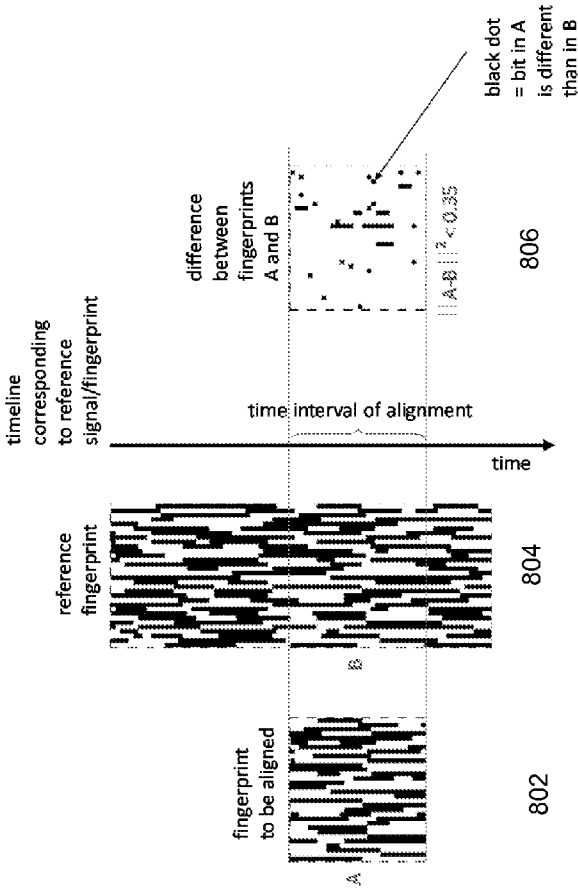 fingerprint
to be aligned
A
802
reference
fingerprint
B
804
timeline
corresponding
to reference
signal/fingerprint
time interval of alignment
time
difference
between
fingerprints
A and B
||A-B||² < 0.35
806
black dot
= bit in A
is different
than in B